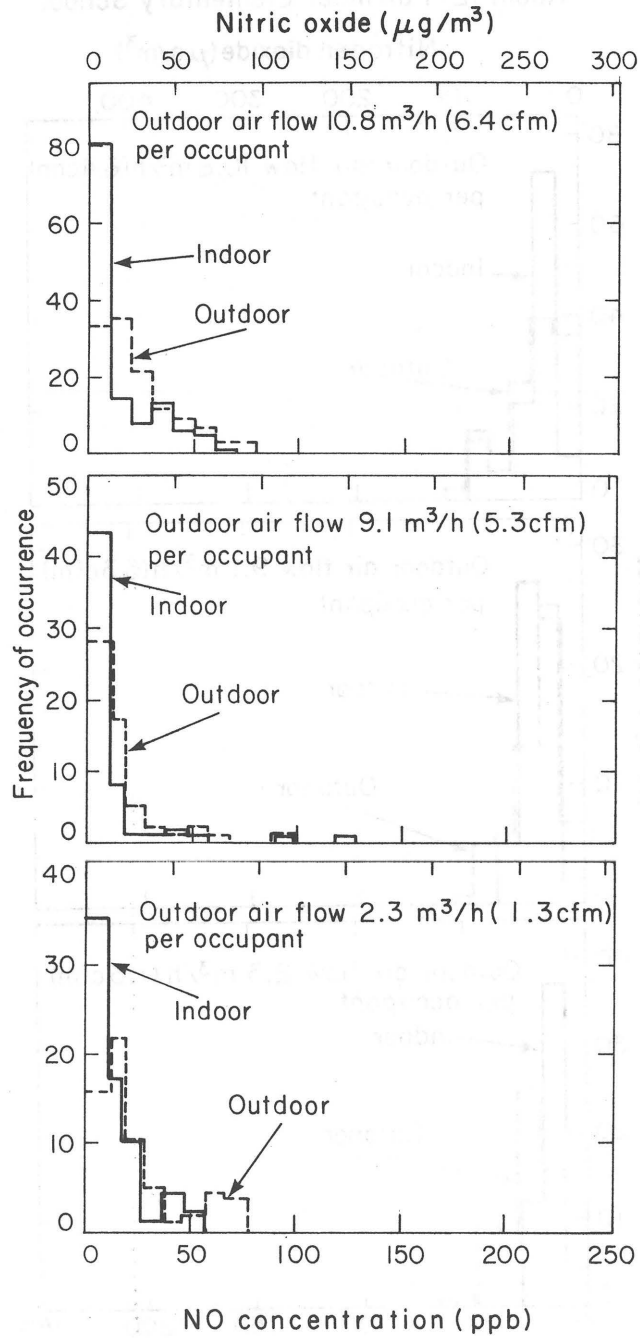 Nitric oxide (μg/m³)
0 50 100 150 200 250 300
Outdoor air flow 10.8 m³/h (6.4 cfm)
per occupant
80
60
40
20
0
Indoor
Outdoor
Frequency of occurrence
50
40
30
20
10
0
Outdoor air flow 9.1 m³/h (5.3cfm)
per occupant
Indoor
Outdoor
40
30
20
10
0
Outdoor air flow 2.3 m³/h (1.3cfm)
per occupant
Indoor
Outdoor
0 50 100 150 200 250
NO concentration (ppb)